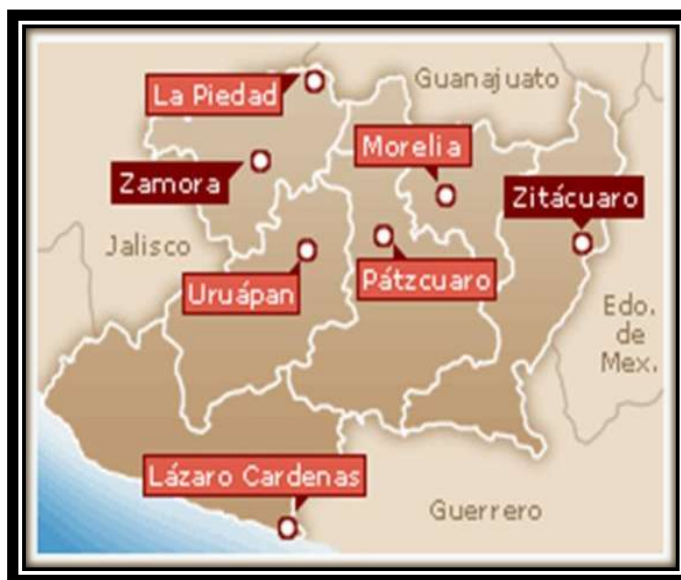 La Piedad
Guanajuato
Morelia
Zamora
Zitácuaro
Jalisco
Uruápan
Pátzcuaro
Edo.
de
Mex.
Lázaro Cardenas
Guerrero